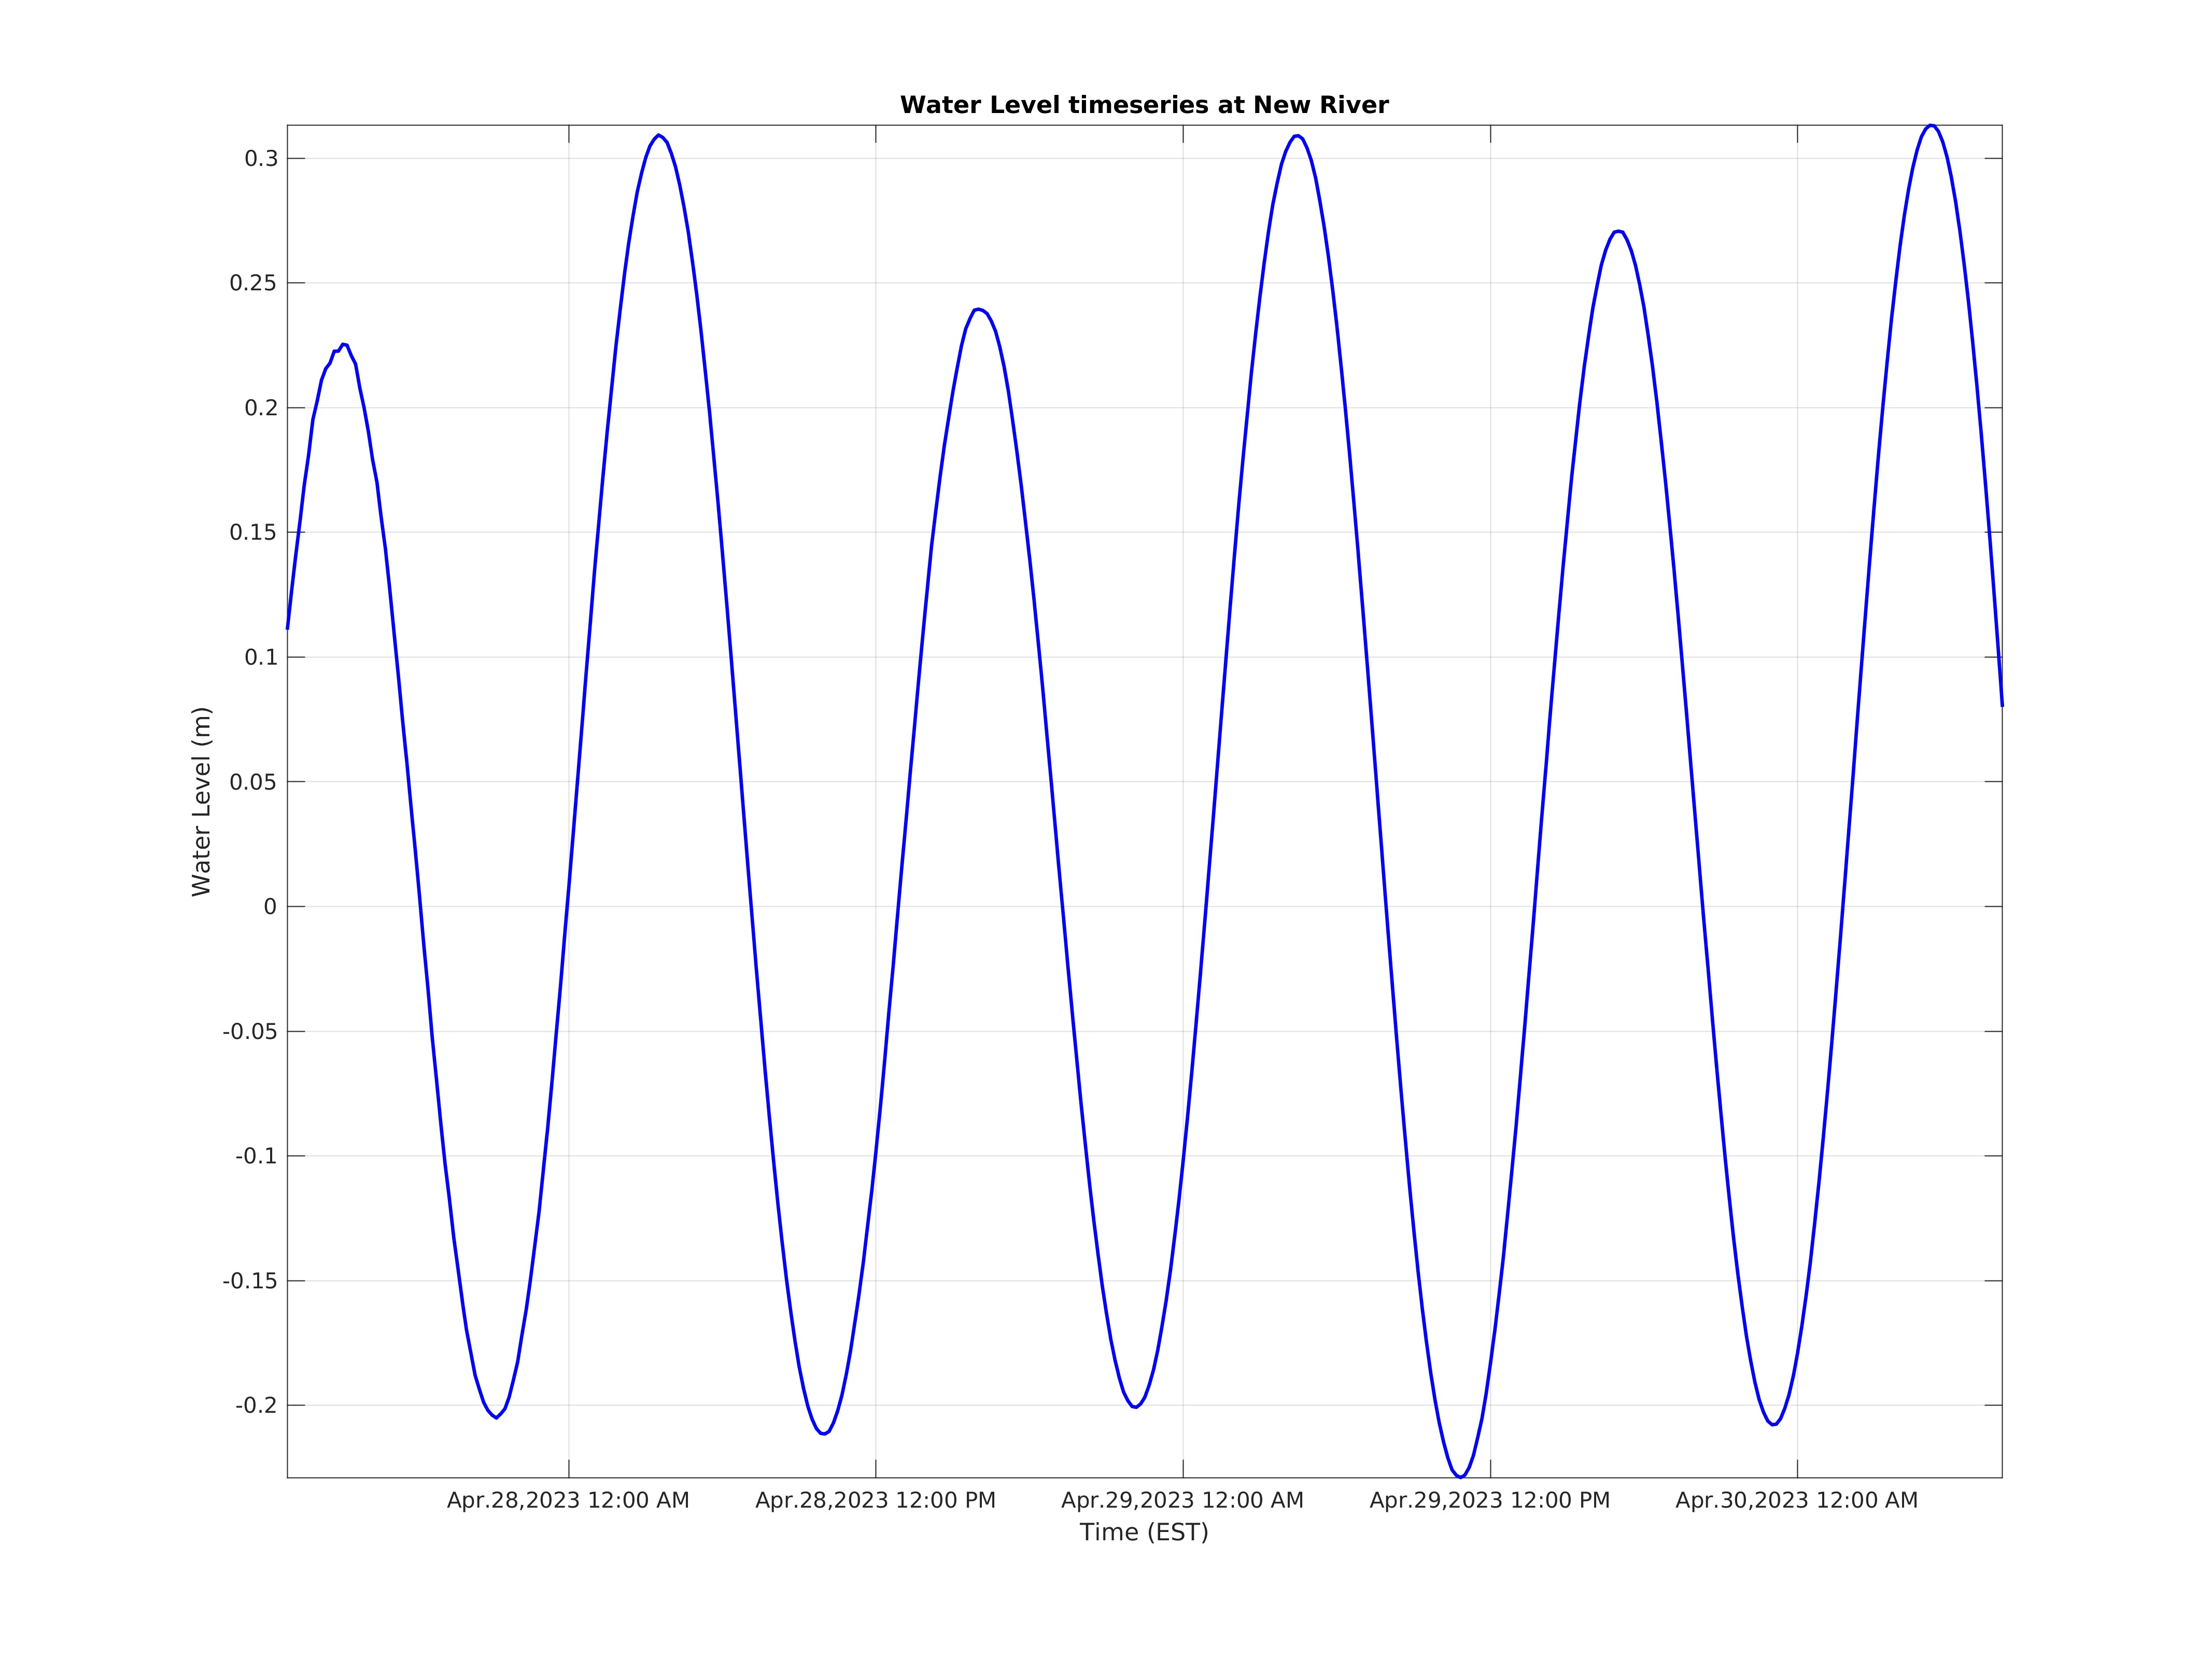 Water Level timeseries at New River
0.3
0.25
0.2
0.15
0.1
0.05
0
-0.05
-0.1
-0.15
-0.2
Water Level (m)
Apr.28,2023 12:00 AM
Apr.28,2023 12:00 PM
Apr.29,2023 12:00 AM
Apr.29,2023 12:00 PM
Apr.30,2023 12:00 AM
Time (EST)